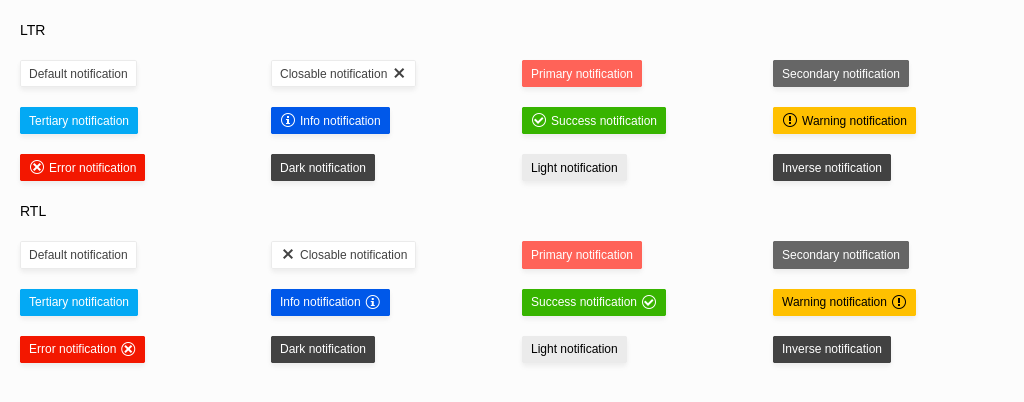 LTR
Default notification
Closable notification
Primary notification
Secondary notification
Tertiary notification
Info notification
Success notification
Warning notification
Error notification
Dark notification
Light notification
Inverse notification
RTL
Default notification
Closable notification
Primary notification
Secondary notification
Tertiary notification
Info notification
Success notification
Warning notification
Error notification
Dark notification
Light notification
Inverse notification